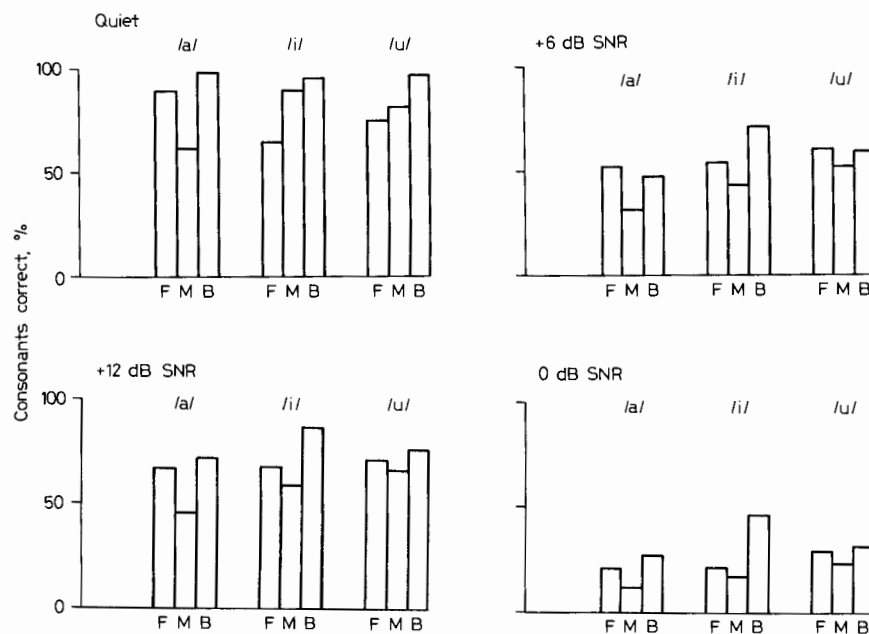 Quiet
/a/ /i/ /u/
100
50
0
F M B F M B F M B
+6 dB SNR
/a/ /i/ /u/
F M B F M B F M B
Consonants correct, %
+12 dB SNR
/a/ /i/ /u/
100
50
0
F M B F M B F M B
0 dB SNR
/a/ /i/ /u/
F M B F M B F M B